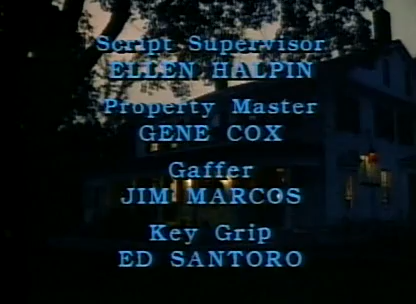 Script Supervisor
ELLEN HALPIN
Property Master
GENE COX
Gaffer
JIM MARCOS
Key Grip
ED SANTORO